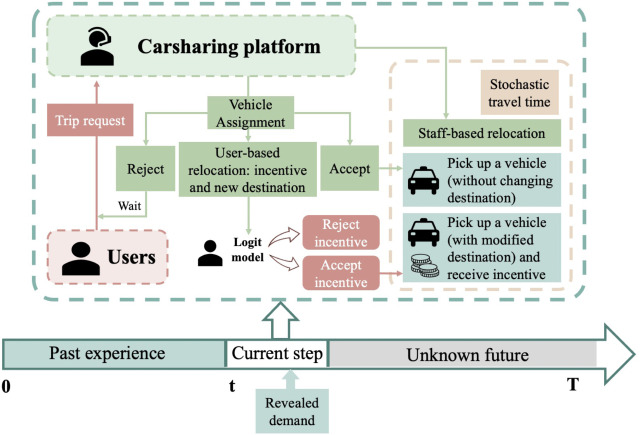 Carsharing platform
Stochastic
travel time
Trip request
Vehicle
Assignment
Staff-based relocation
Reject
User-based
relocation: incentive
and new destination
Accept
Pick up a vehicle
(without changing
destination)
Wait
Users
Logit
model
Reject
incentive
Accept
incentive
Pick up a vehicle
(with modified
destination) and
receive incentive
Past experience
Current step
Unknown future
0
t
T
Revealed
demand